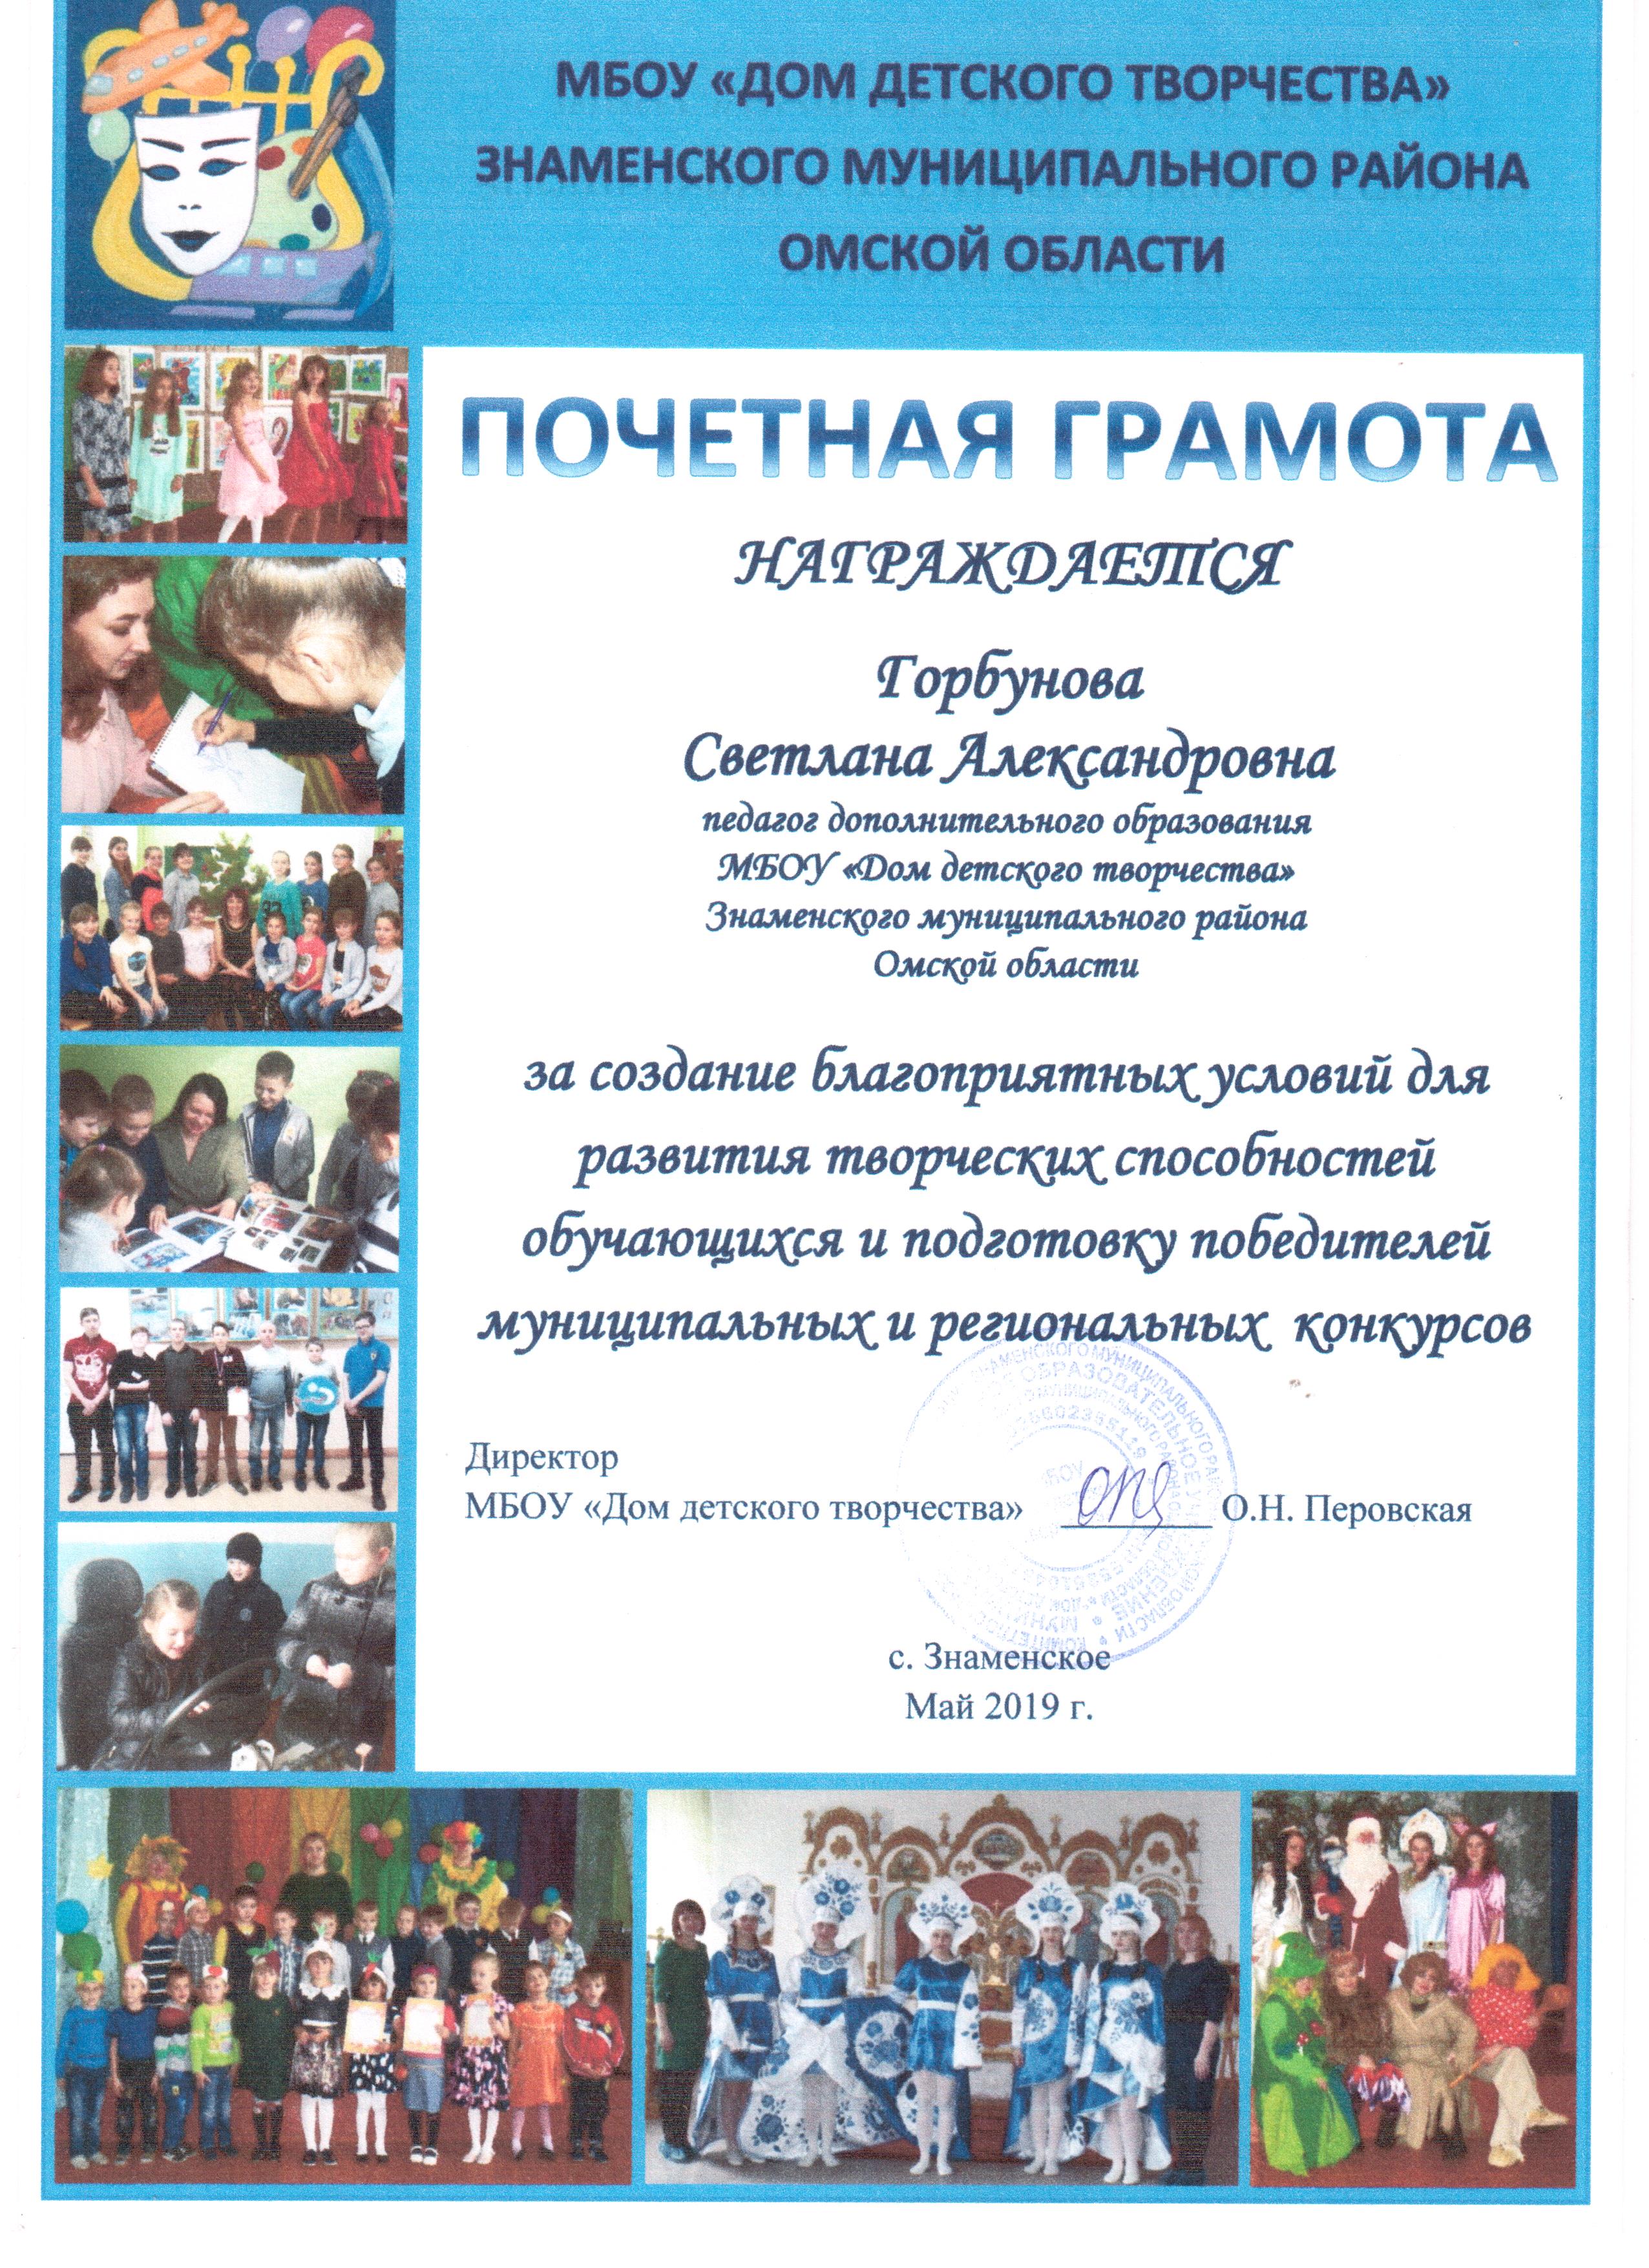 МБОУ «ДОМ ДЕТСКОГО ТВОРЧЕСТВА»
ЗНАМЕНСКОГО МУНИЦИПАЛЬНОГО РАЙОНА
ОМСКОЙ ОБЛАСТИ
ПОЧЕТНАЯ ГРАМОТА
НАГРАЖДАЕТСЯ
Горбунова
Светлана Александровна
педагог дополнительного образования
МБОУ «Дом детского творчества»
Знаменского муниципального района
Омской области
за создание благоприятных условий для
развития творческих способностей
обучающихся и подготовку победителей
муниципальных и региональных конкурсов
Директор
МБОУ «Дом детского творчества» О.Н. Перовская
с. Знаменское
Май 2019 г.